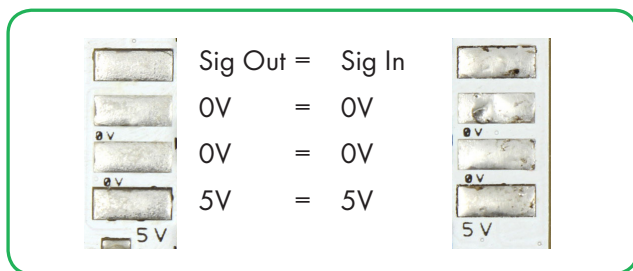 Sig Out = Sig In
0V = 0V
0V 0V
0V = 0V
0V 0V
5V = 5V
5V 5V